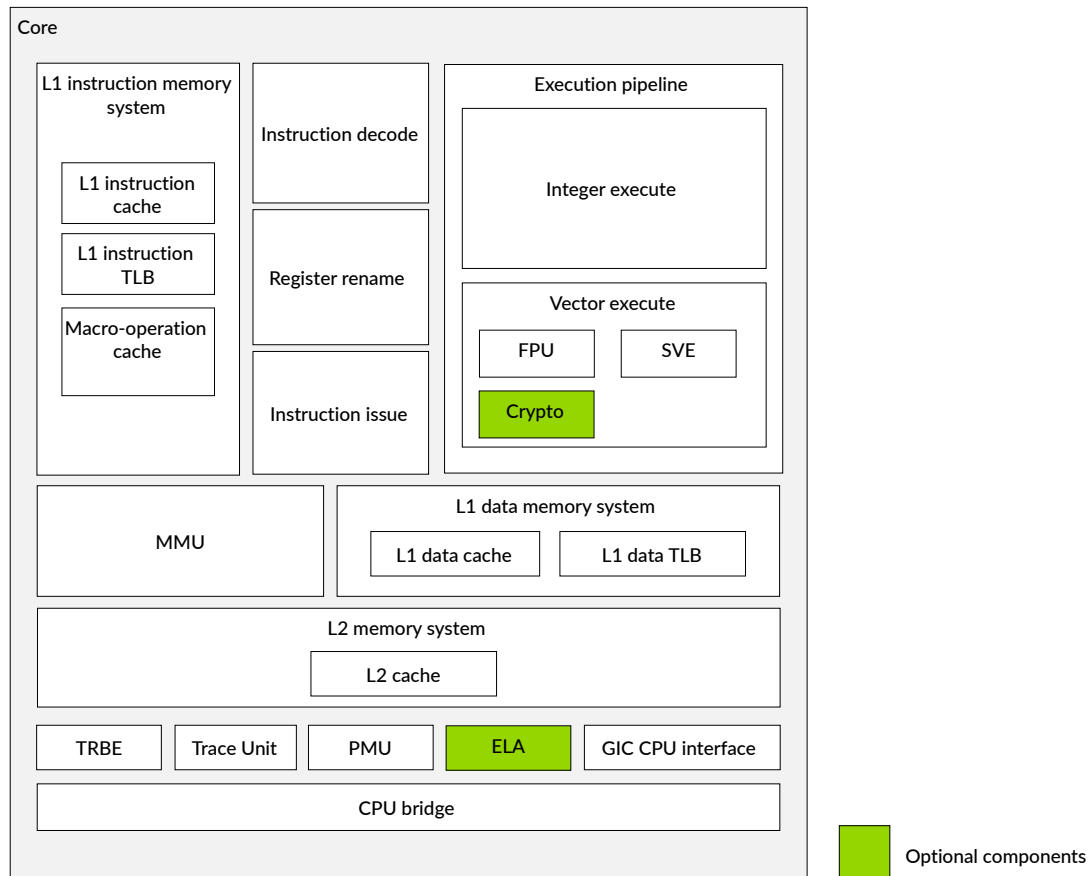 Core
L1 instruction memory
system
L1 instruction
cache
L1 instruction
TLB
Macro-operation
cache
Instruction decode
Register rename
Instruction issue
Execution pipeline
Integer execute
Vector execute
FPU
SVE
Crypto
MMU
L1 data memory system
L1 data cache
L1 data TLB
L2 memory system
L2 cache
TRBE
Trace Unit
PMU
ELA
GIC CPU interface
CPU bridge
Optional components